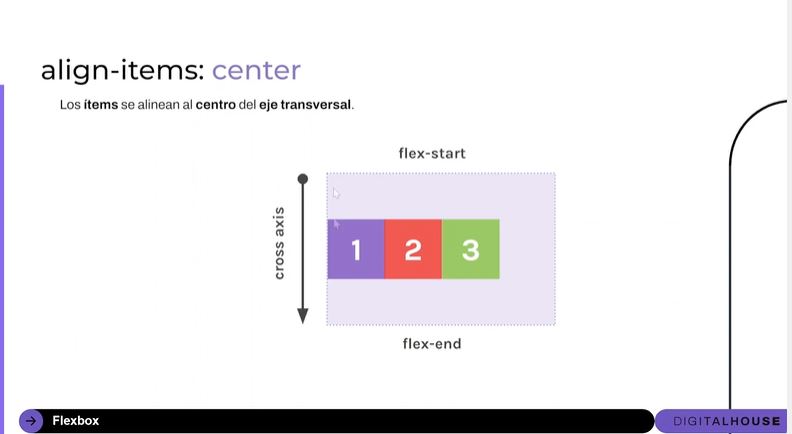 align-items: center
Los ítems se alinean al centro del eje transversal.
flex-start
cross axis
1 2 3
flex-end
Flexbox
DIGITALHOUSE